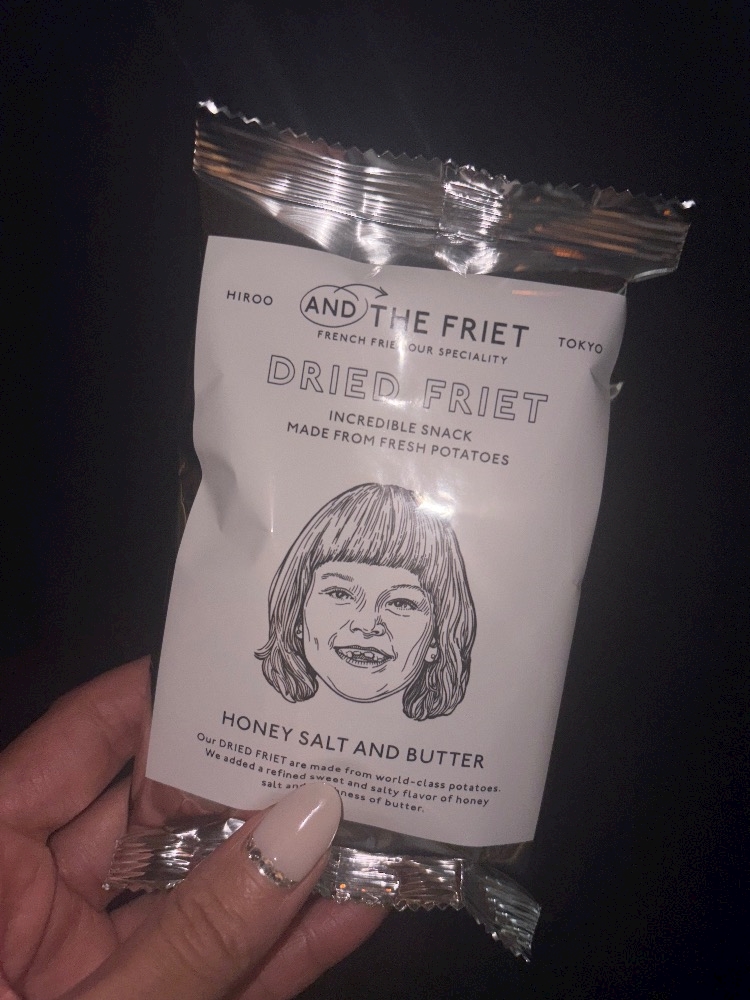 HIROO
AND THE FRIET
TOKYO
FRENCH FRIE OUR SPECIALITY
DRIED FRIET
INCREDIBLE SNACK
MADE FROM FRESH POTATOES
HONEY SALT AND BUTTER
Our DRIED FRIET are made from world-class potatoes.
We added a refined sweet and salty flavor of honey
salt and of butter.